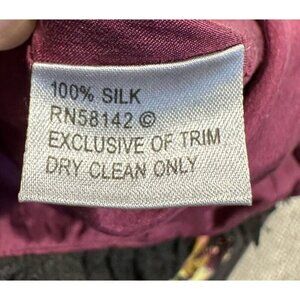 100% SILK
RN58142 ©
EXCLUSIVE OF TRIM
DRY CLEAN ONLY